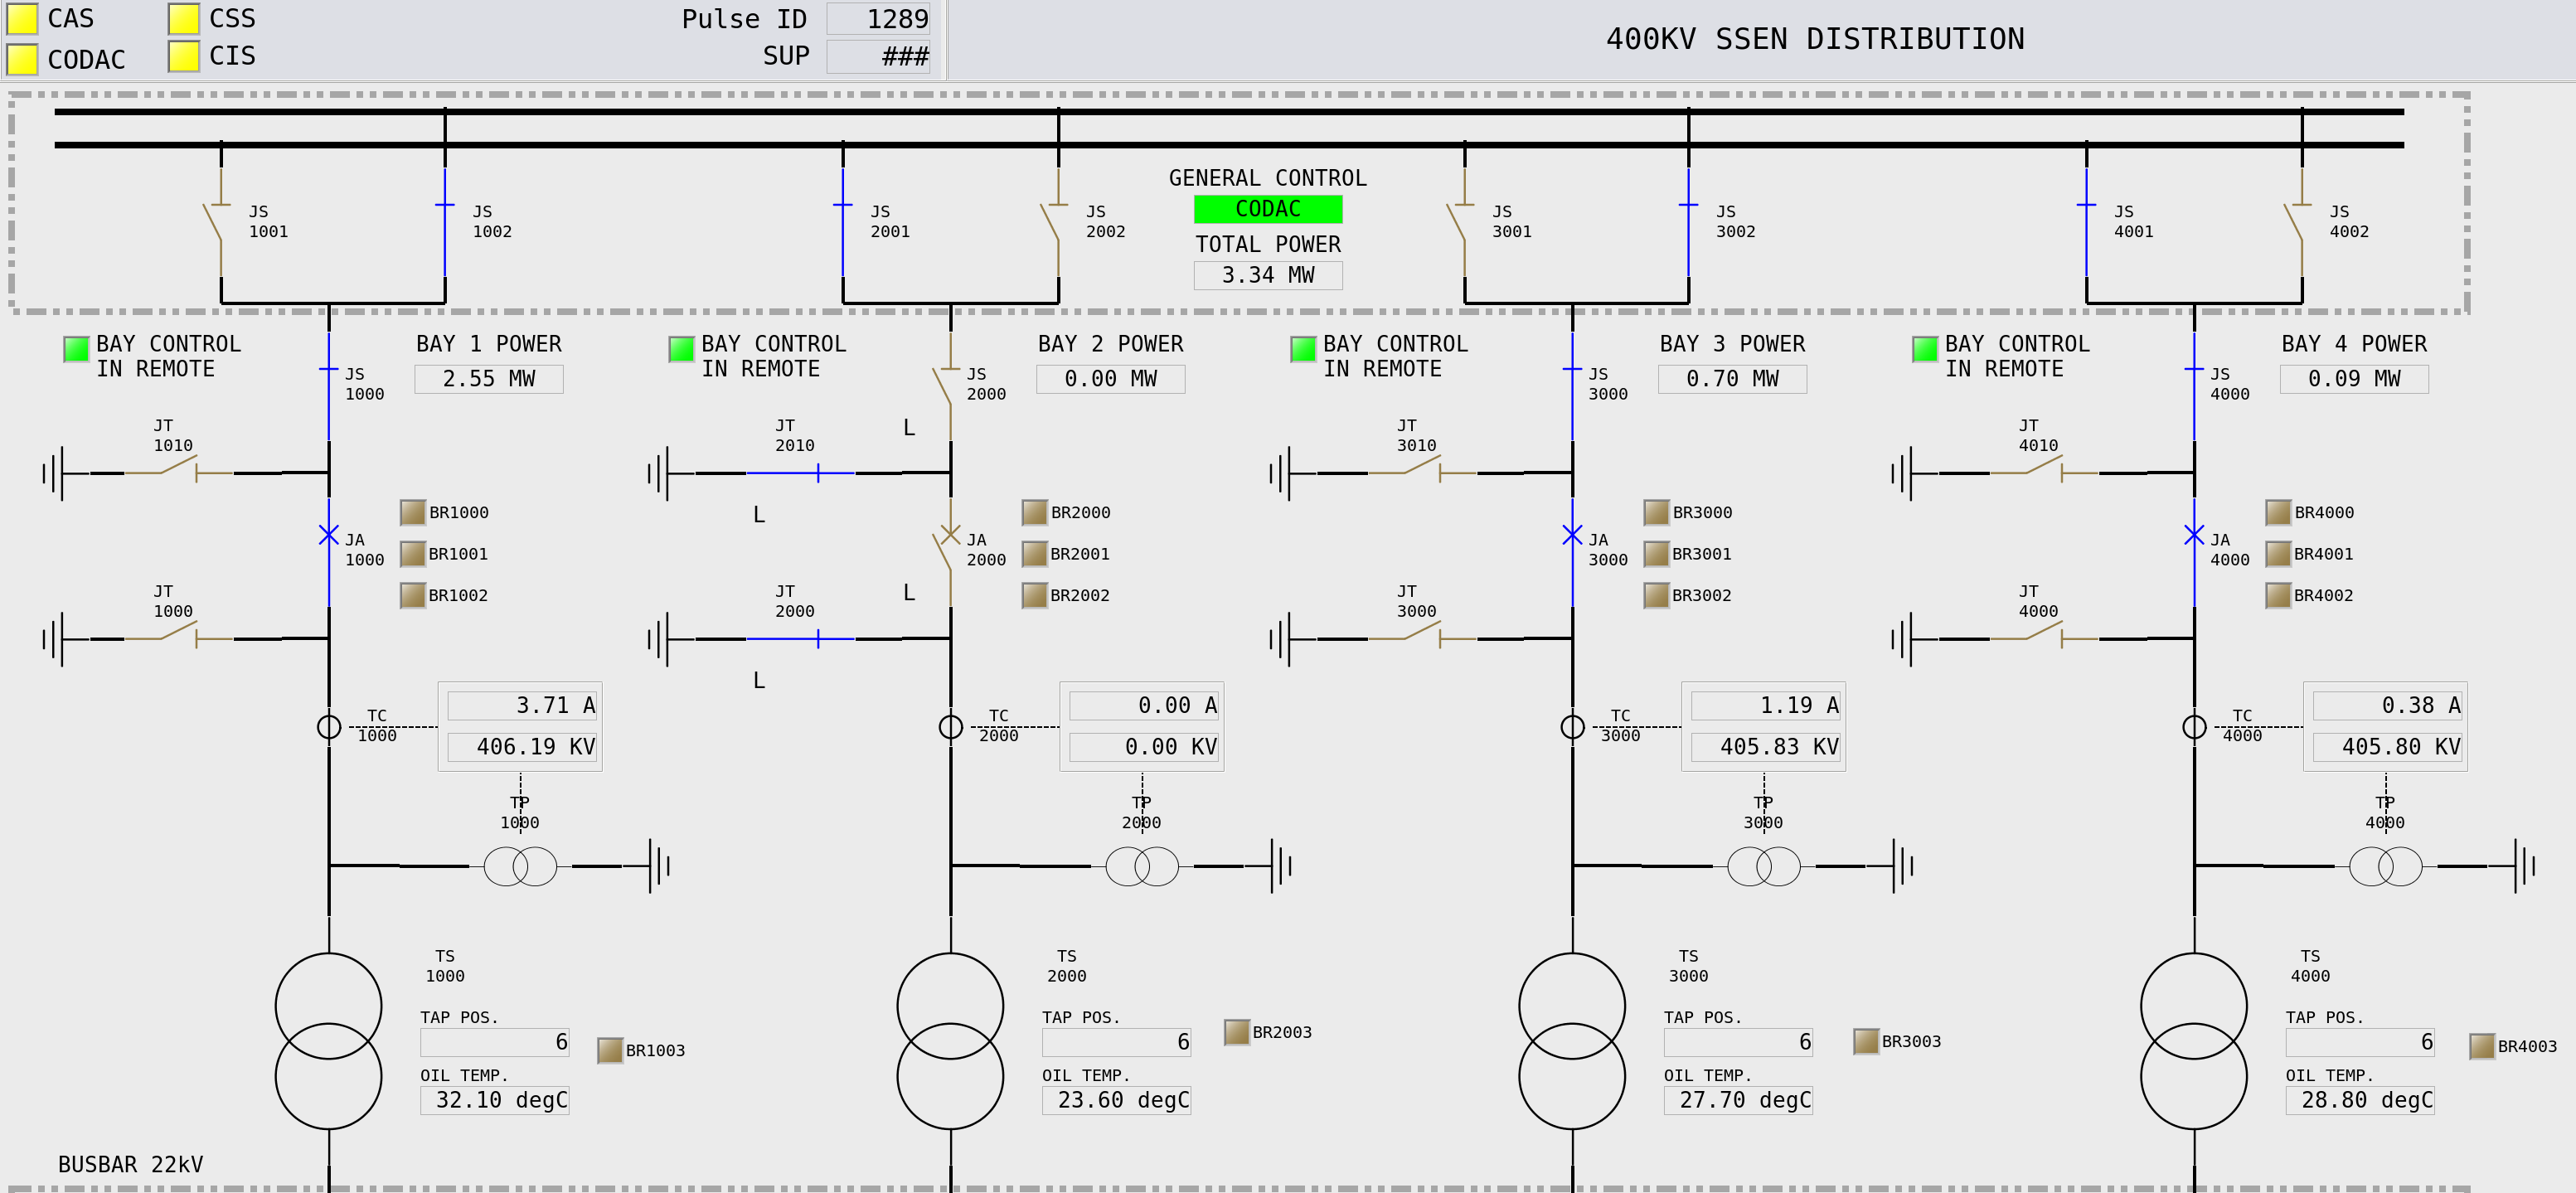 CAS
CSS
Pulse ID 1289
CODAC
CIS
SUP ###
400KV SSEN DISTRIBUTION
JS
1001
JS
1002
JS
2001
JS
2002
GENERAL CONTROL
CODAC
TOTAL POWER
3.34 MW
JS
3001
JS
3002
JS
4001
JS
4002
BAY CONTROL
IN REMOTE
BAY 1 POWER
2.55 MW
JS
1000
JT
1010
BR1000
JA
1000
BR1001
BR1002
JT
1000
TC
1000
3.71 A
406.19 KV
TP
1000
TS
1000
TAP POS.
6
BR1003
OIL TEMP.
32.10 degC
BAY CONTROL
IN REMOTE
BAY 2 POWER
0.00 MW
JS
2000
L
JT
2010
L
BR2000
JA
2000
BR2001
BR2002
L
JT
2000
L
TC
2000
0.00 A
0.00 KV
TP
2000
TS
2000
TAP POS.
6
BR2003
OIL TEMP.
23.60 degC
BAY CONTROL
IN REMOTE
BAY 3 POWER
0.70 MW
JS
3000
JT
3010
BR3000
JA
3000
BR3001
BR3002
JT
3000
TC
3000
1.19 A
405.83 KV
TP
3000
TS
3000
TAP POS.
6
BR3003
OIL TEMP.
27.70 degC
BAY CONTROL
IN REMOTE
BAY 4 POWER
0.09 MW
JS
4000
JT
4010
BR4000
JA
4000
BR4001
BR4002
JT
4000
TC
4000
0.38 A
405.80 KV
TP
4000
TS
4000
TAP POS.
6
BR4003
OIL TEMP.
28.80 degC
BUSBAR 22kV